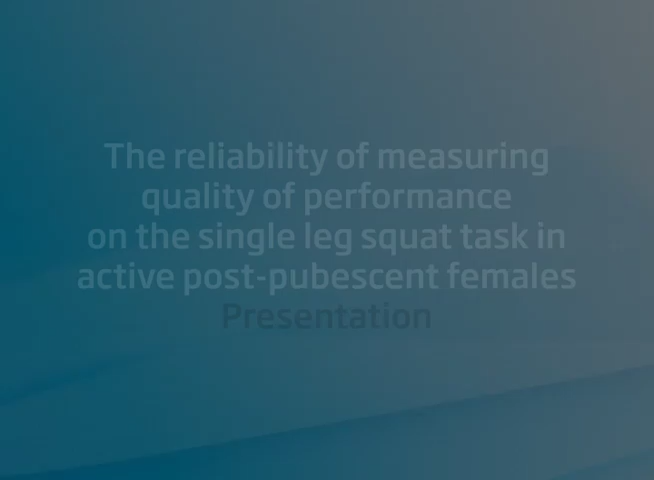 The reliability of measuring
quality of performance
on the single leg squat task in
active post-pubescent females
Presentation